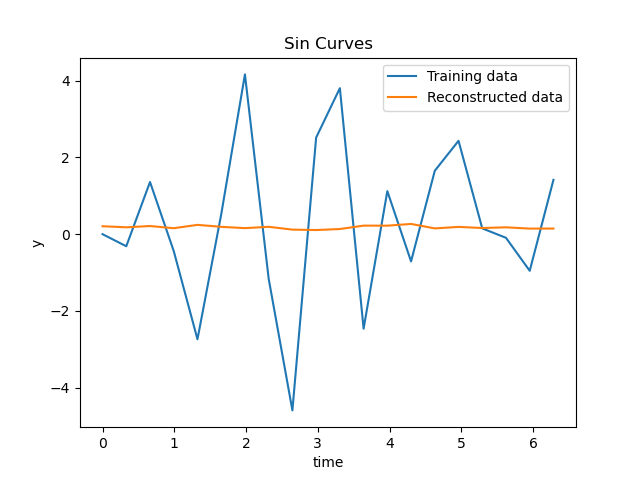 Sin Curves
Training data
Reconstructed data
4
2
0
−2
−4
y
0 1 2 3 4 5 6
time